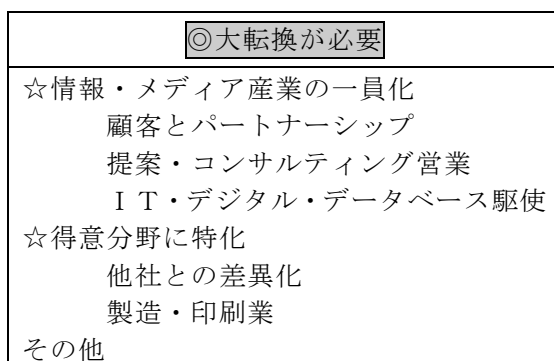 ◎大転換が必要
☆情報・メディア産業の一員化
顧客とパートナーシップ
提案・コンサルティング営業
ＩＴ・デジタル・データベース駆使
☆得意分野に特化
他社との差異化
製造・印刷業
その他